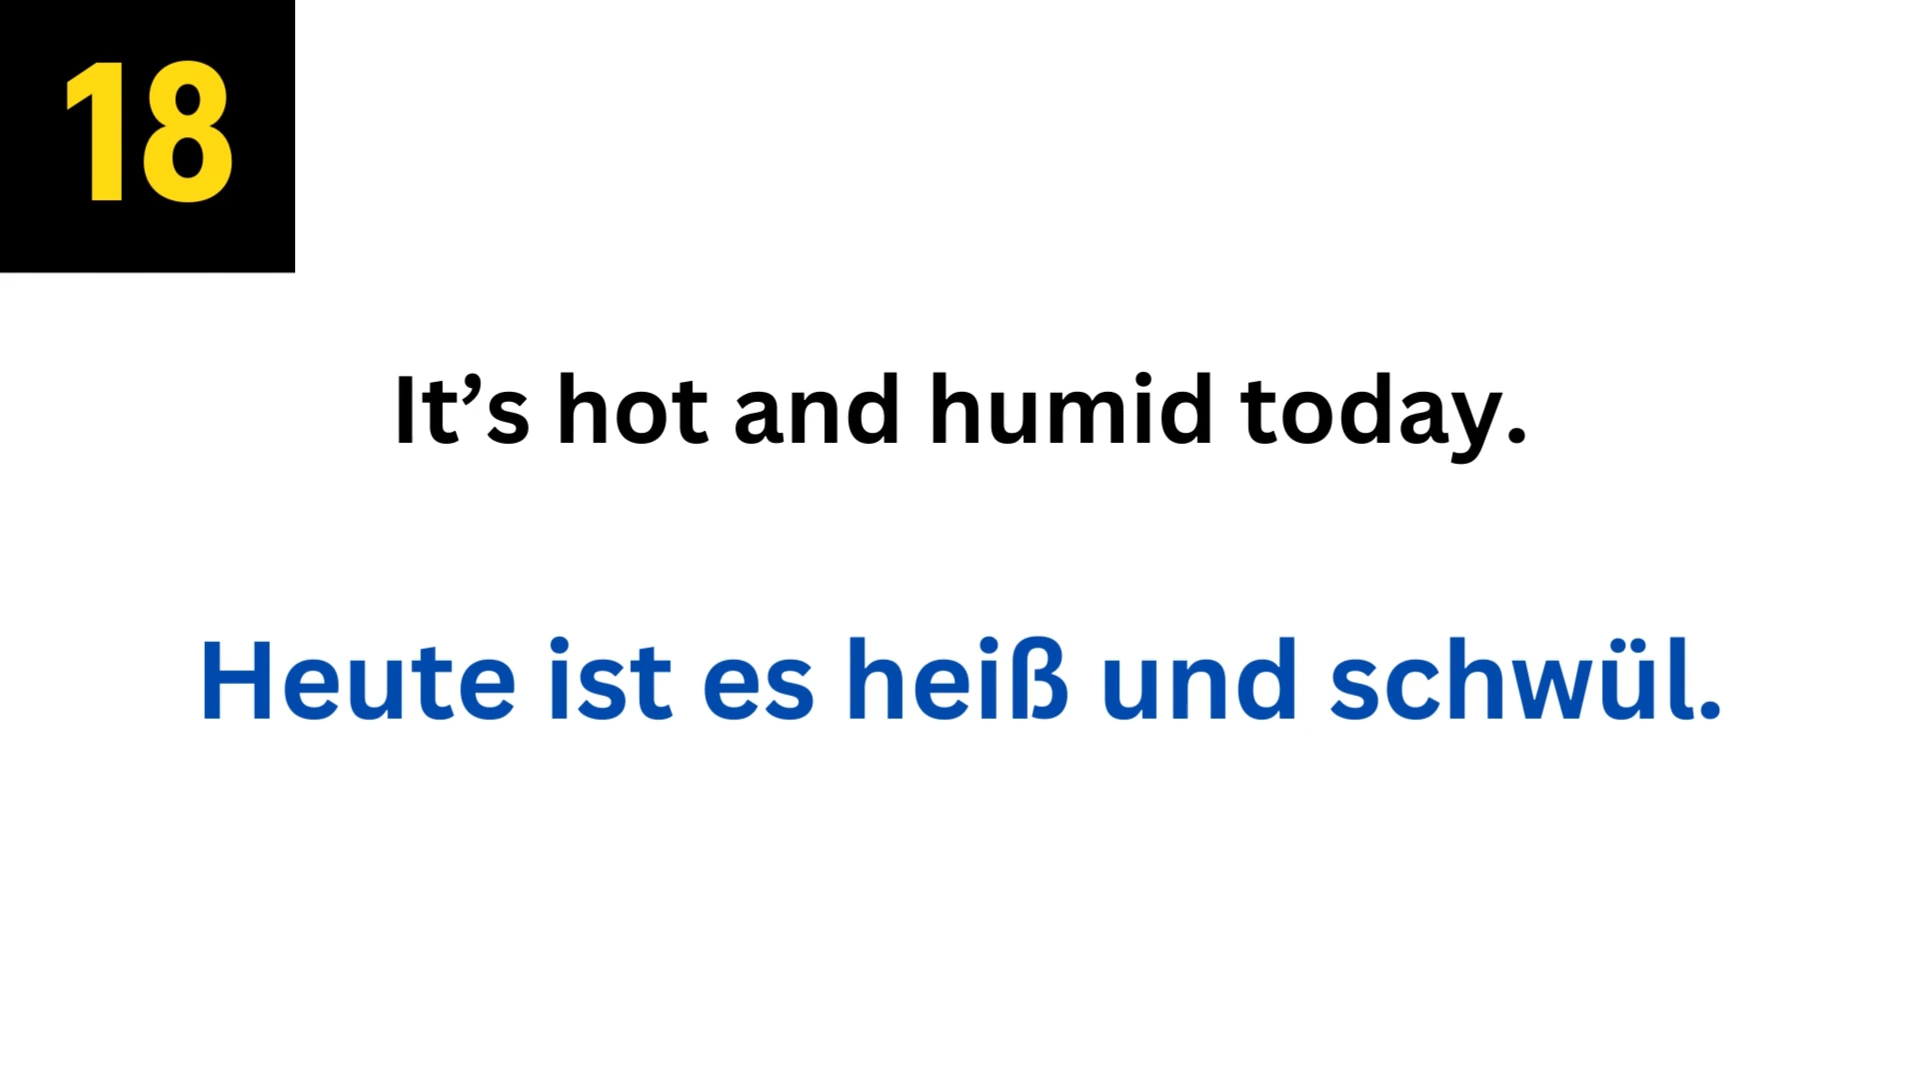 18
It’s hot and humid today.
Heute ist es heiß und schwül.